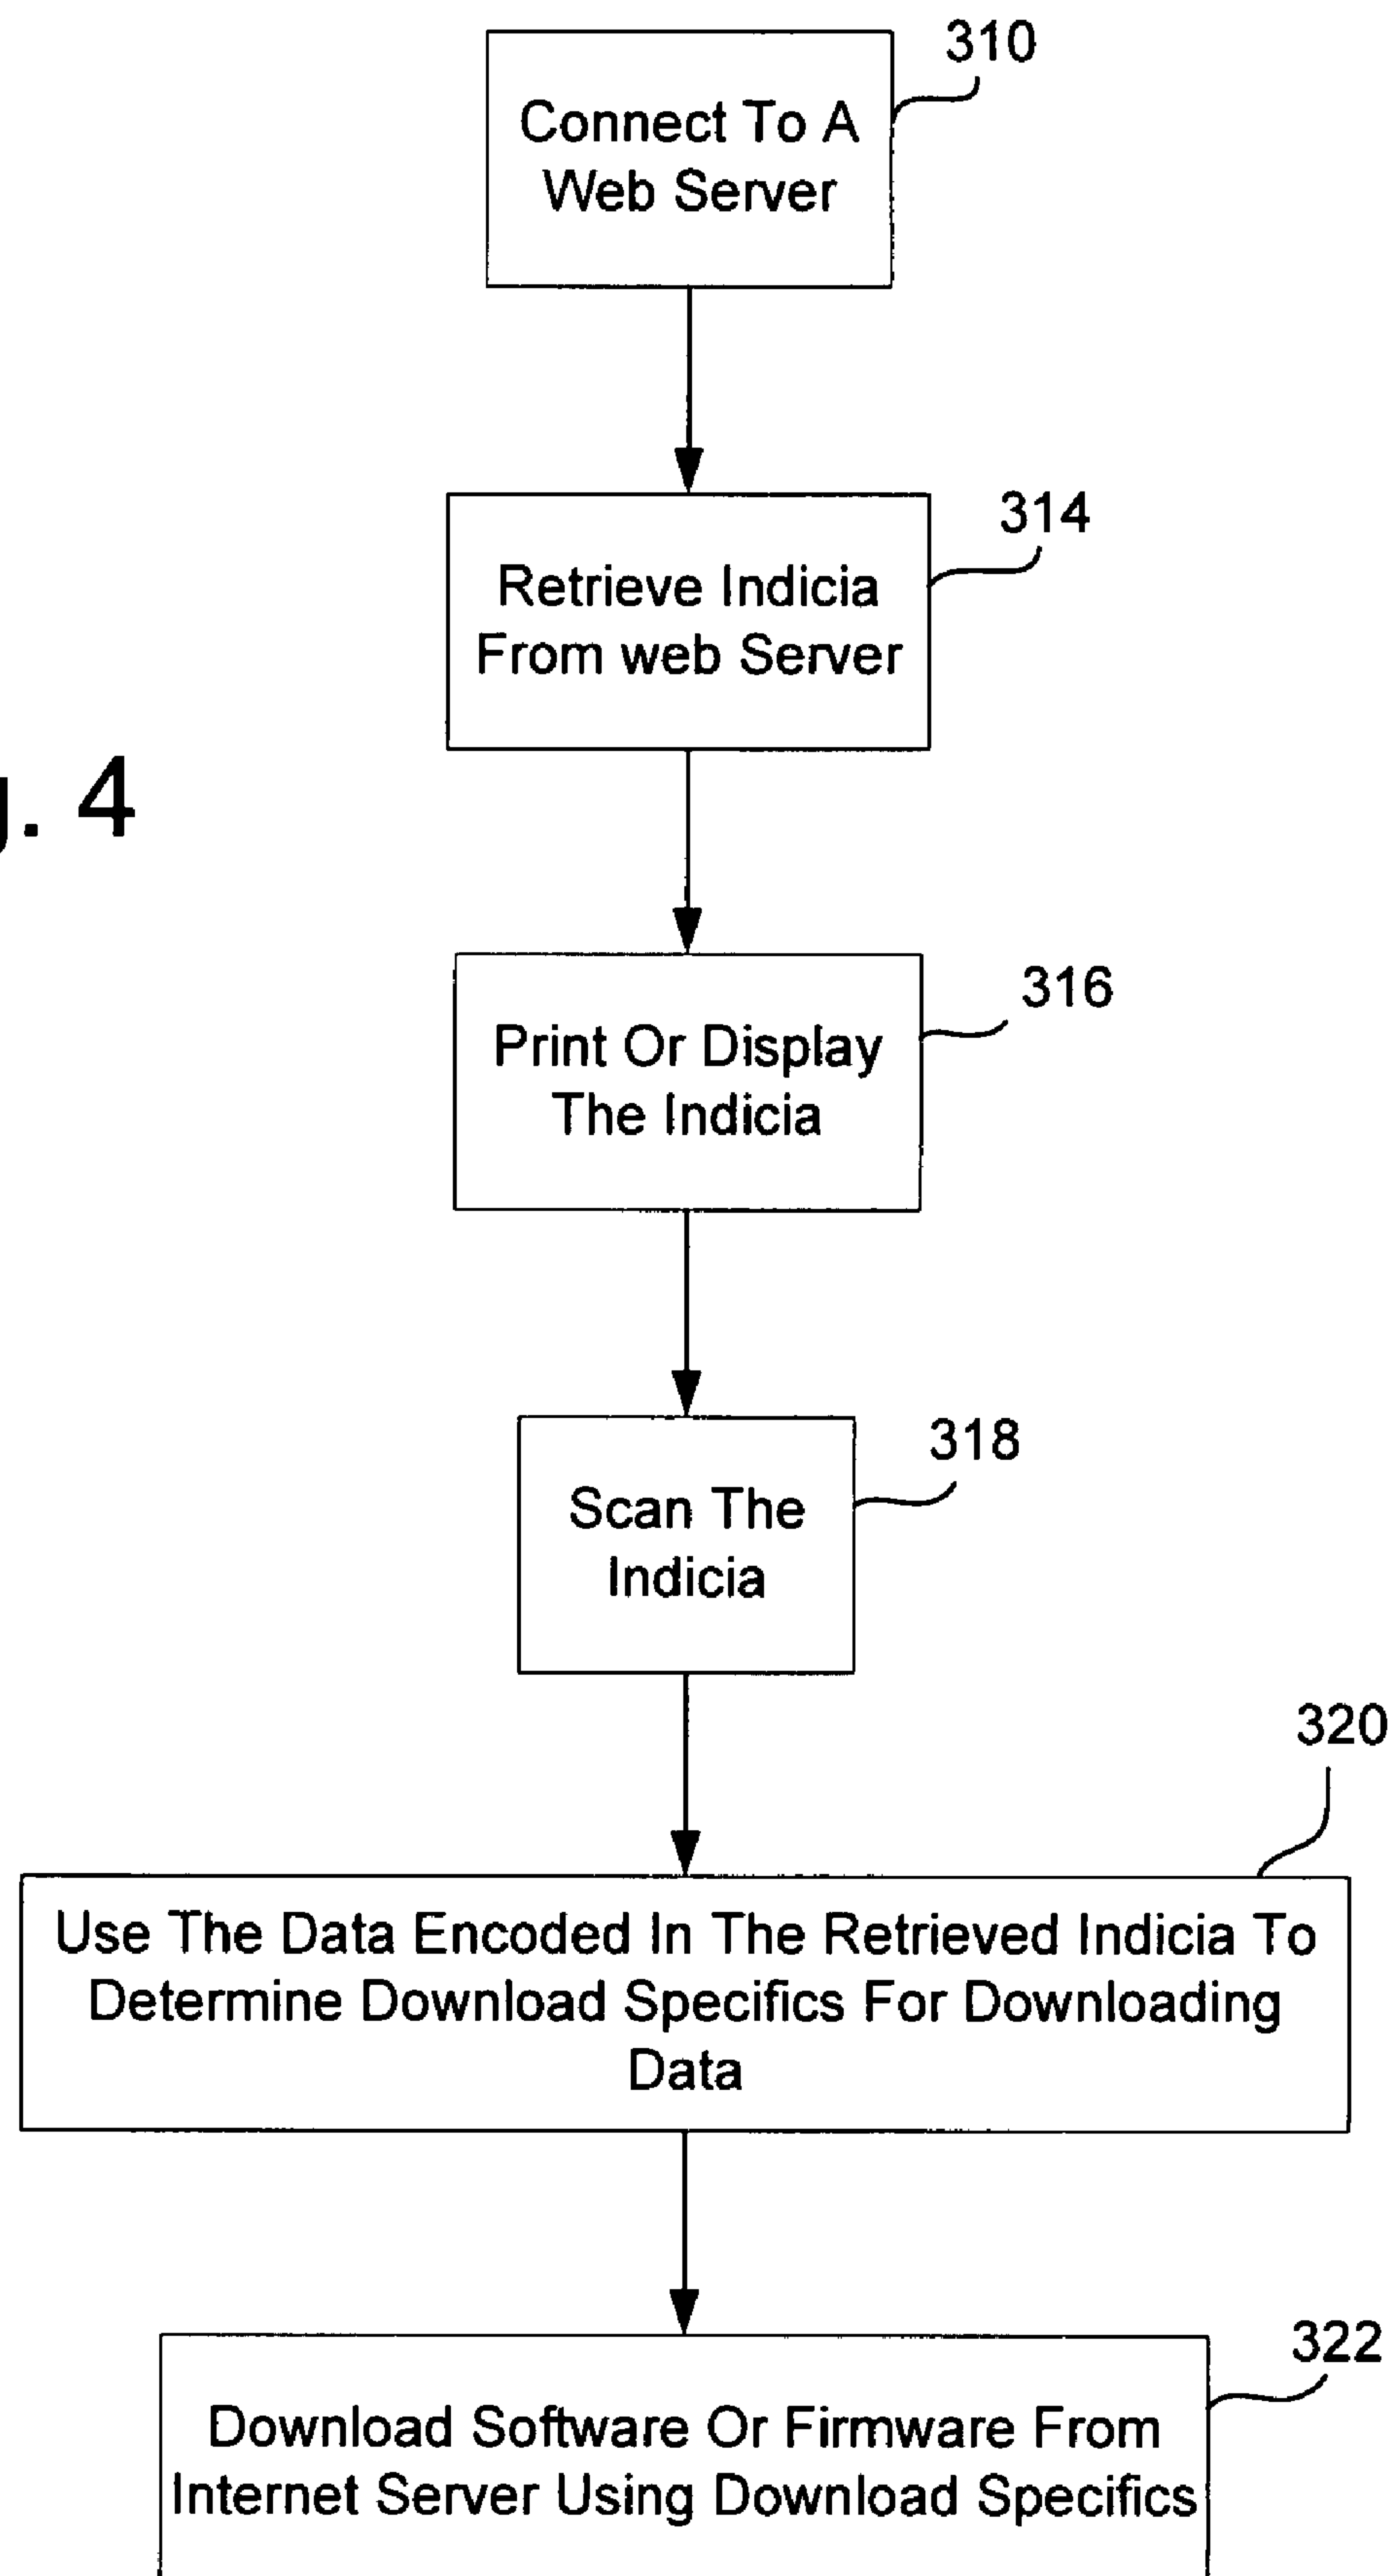 310
Connect To A
Web Server
314
Retrieve Indicia
From web Server
g. 4
316
Print Or Display
The Indicia
318
Scan The
Indicia
320
Use The Data Encoded In The Retrieved Indicia To
Determine Download Specifics For Downloading
Data
322
Download Software Or Firmware From
Internet Server Using Download Specifics